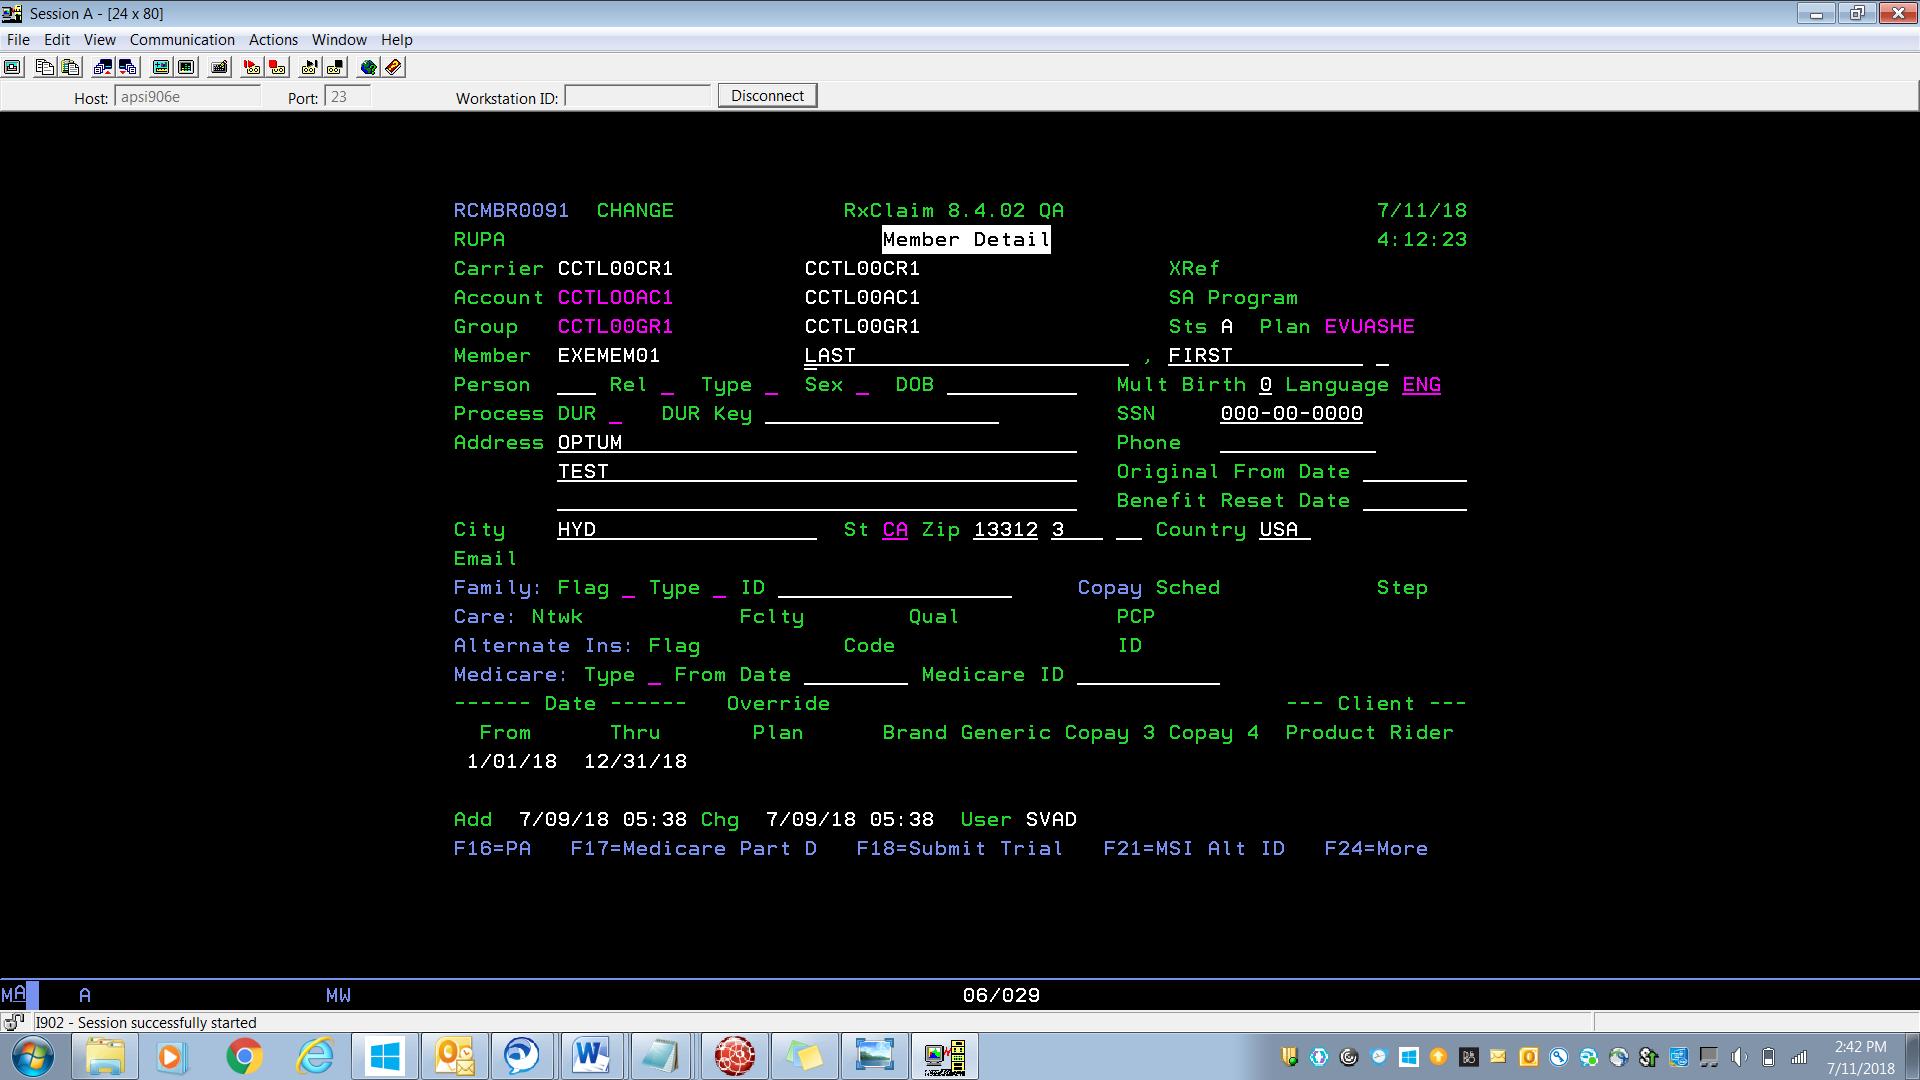 Session A - [24 x 80]
File Edit View Communication Actions Window Help
Host: apsi906e Port: 23 Workstation ID: Disconnect
RCMBR0091 CHANGE RxClaim 8.4.02 QA 7/11/18
RUPA Member Detail 4:12:23
Carrier CCTL00CR1 CCTL00CR1 XRef
Account CCTL00AC1 CCTL00AC1 SA Program
Group CCTL00GR1 CCTL00GR1 Sts A Plan EVUASHE
Member EXEMEM01 LAST , FIRST
Person Rel Type Sex DOB Mult Birth 0 Language ENG
Process DUR DUR Key SSN 000-00-0000
Address OPTUM Phone
TEST Original From Date
Benefit Reset Date
City HYD St CA Zip 13312 3 Country USA
Email
Family: Flag Type ID Copay Sched Step
Care: Ntwk Fclty Qual PCP
Alternate Ins: Flag Code ID
Medicare: Type From Date Medicare ID
------ Date ------ Override --- Client ---
From Thru Plan Brand Generic Copay 3 Copay 4 Product Rider
1/01/18 12/31/18
Add 7/09/18 05:38 Chg 7/09/18 05:38 User SVAD
F16=PA F17=Medicare Part D F18=Submit Trial F21=MSI Alt ID F24=More
MA A MW 06/029
I902 - Session successfully started
2:42 PM
7/11/2018